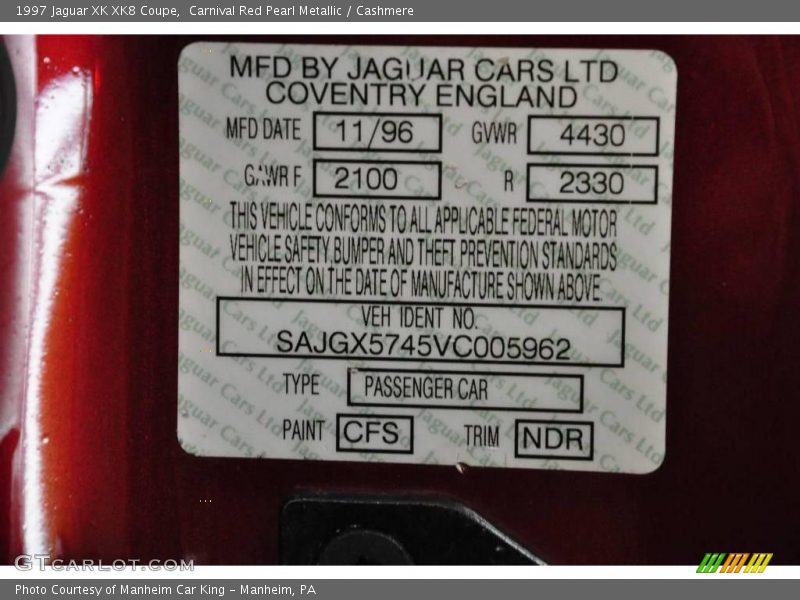 1997 Jaguar XK XK8 Coupe,  Carnival Red Pearl Metallic / Cashmere
MFD BY JAGUAR CARS LTD
COVENTRY ENGLAND
MFD DATE 11/96 GVWR 4430
GAWR F 2100 R 2330
THIS VEHICLE CONFORMS TO ALL APPLICABLE FEDERAL MOTOR
VEHICLE SAFETY, BUMPER AND THEFT PREVENTION STANDARDS
IN EFFECT ON THE DATE OF MANUFACTURE SHOWN ABOVE.
VEH IDENT NO.
SAJGX5745VC005962
TYPE PASSENGER CAR
PAINT CFS TRIM NDR
GTcarlot.com
Photo Courtesy of Manheim Car King - Manheim, PA